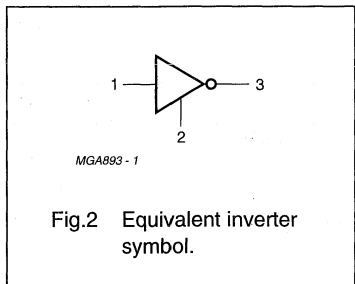 1
3
2
MGA893 - 1
Fig.2 Equivalent inverter
symbol.